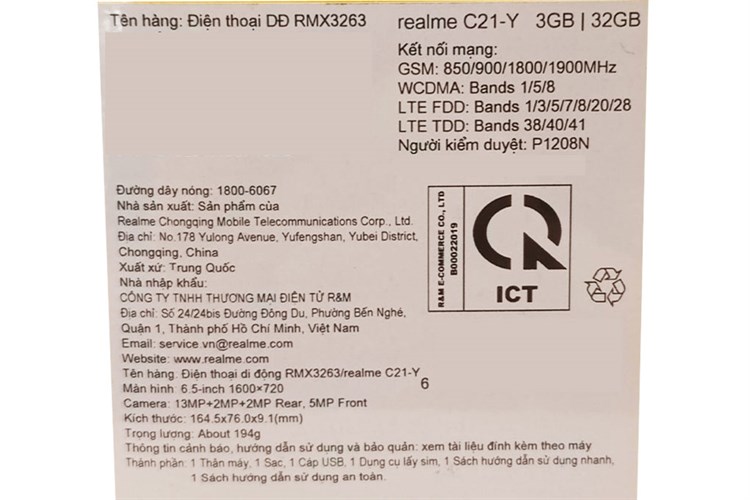 Tên hàng: Điện thoại DĐ RMX3263
realme C21-Y 3GB | 32GB
Kết nối mạng:
GSM: 850/900/1800/1900MHz
WCDMA: Bands 1/5/8
LTE FDD: Bands 1/3/5/7/8/20/28
LTE TDD: Bands 38/40/41
Người kiểm duyệt: P1208N
Đường dây nóng: 1800-6067
Nhà sản xuất: Sản phẩm của
Realme Chongqing Mobile Telecommunications Corp., Ltd.
Địa chỉ: No.178 Yulong Avenue, Yufengshan, Yubei District,
Chongqing, China
Xuất xứ: Trung Quốc
Nhà nhập khẩu:
CÔNG TY TNHH THƯƠNG MẠI ĐIỆN TỬ R&M
Địa chỉ: Số 24/24bis Đường Đông Du, Phường Bến Nghé,
Quận 1, Thành phố Hồ Chí Minh, Việt Nam
Email: service.vn@realme.com
Website: www.realme.com
Tên hàng: Điện thoại di động RMX3263/realme C21-Y
6
Màn hình 6.5-inch 1600×720
Camera: 13MP+2MP+2MP Rear, 5MP Front
Kích thước: 164.5x76.0x9.1(mm)
Trọng lượng: About 194g
Thông tin cảnh báo, hướng dẫn sử dụng và bảo quản: xem tài liệu đính kèm theo máy
Thành phần: 1 Thân máy, 1 Sạc, 1 Cáp USB, 1 Dụng cụ lấy sim, 1 Sách hướng dẫn sử dụng nhanh,
1 Sách hướng dẫn sử dụng an toàn.
R&M E-COMMERCE CO., LTD
B00022019
ICT